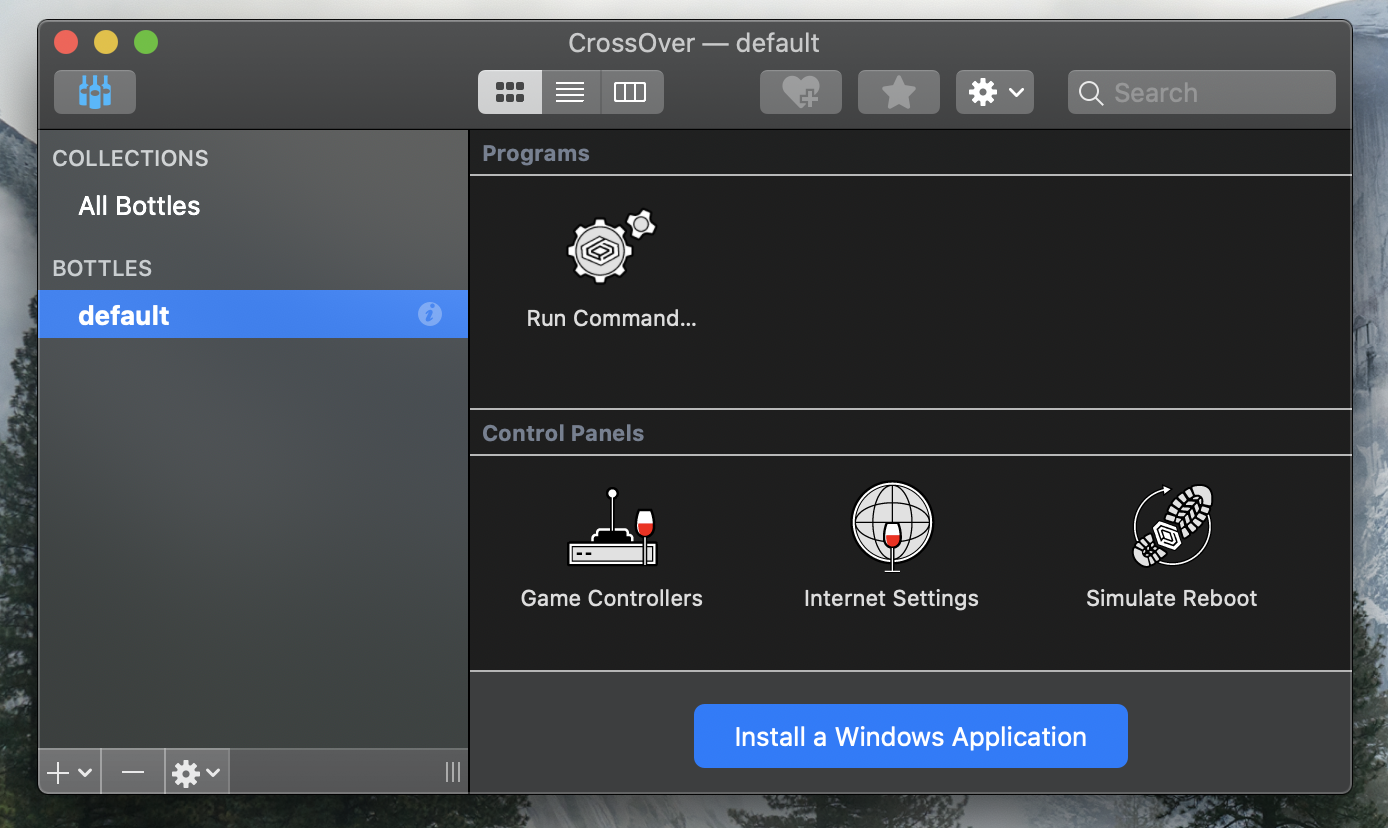 CrossOver — default
Search
COLLECTIONS
All Bottles
BOTTLES
default
Programs
Run Command...
Control Panels
Game Controllers
Internet Settings
Simulate Reboot
Install a Windows Application